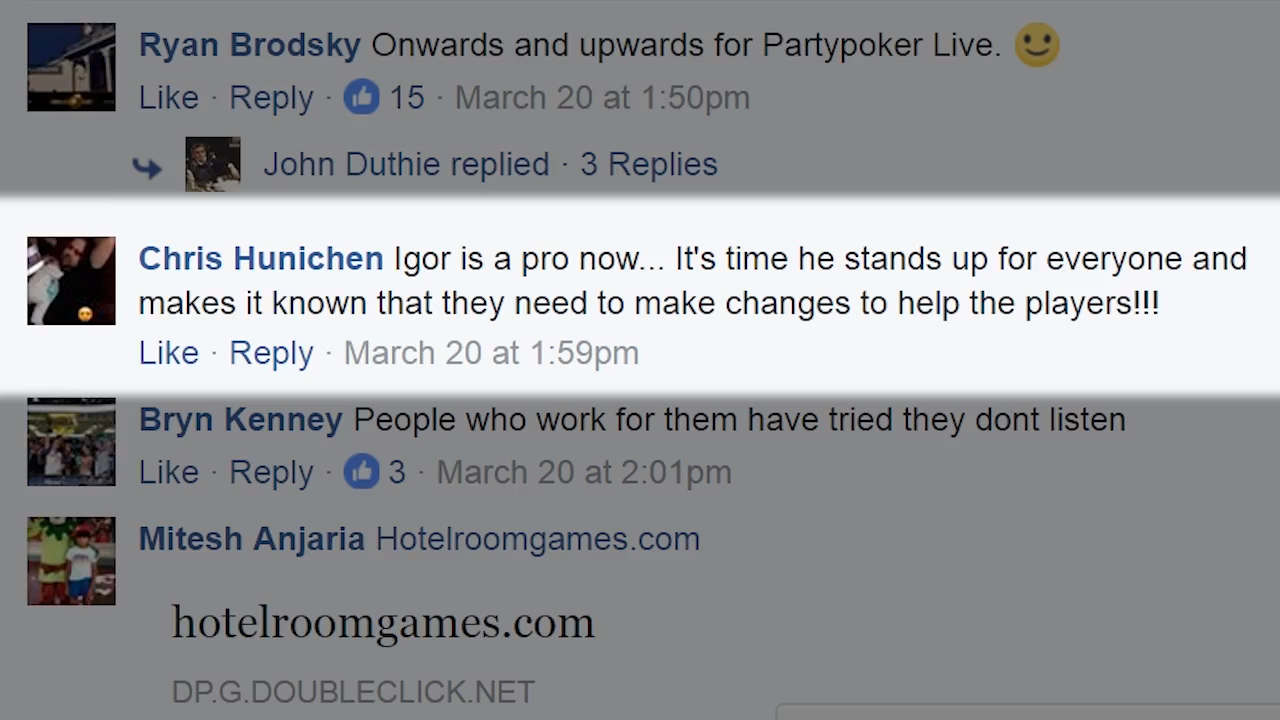 Ryan Brodsky Onwards and upwards for Partypoker Live.
Like · Reply · 15 · March 20 at 1:50pm
John Duthie replied · 3 Replies
Chris Hunichen Igor is a pro now... It's time he stands up for everyone and
makes it known that they need to make changes to help the players!!!
Like · Reply · March 20 at 1:59pm
Bryn Kenney People who work for them have tried they dont listen
Like · Reply · 3 · March 20 at 2:01pm
Mitesh Anjaria Hotelroomgames.com
hotelroomgames.com
DP.G.DOUBLECLICK.NET